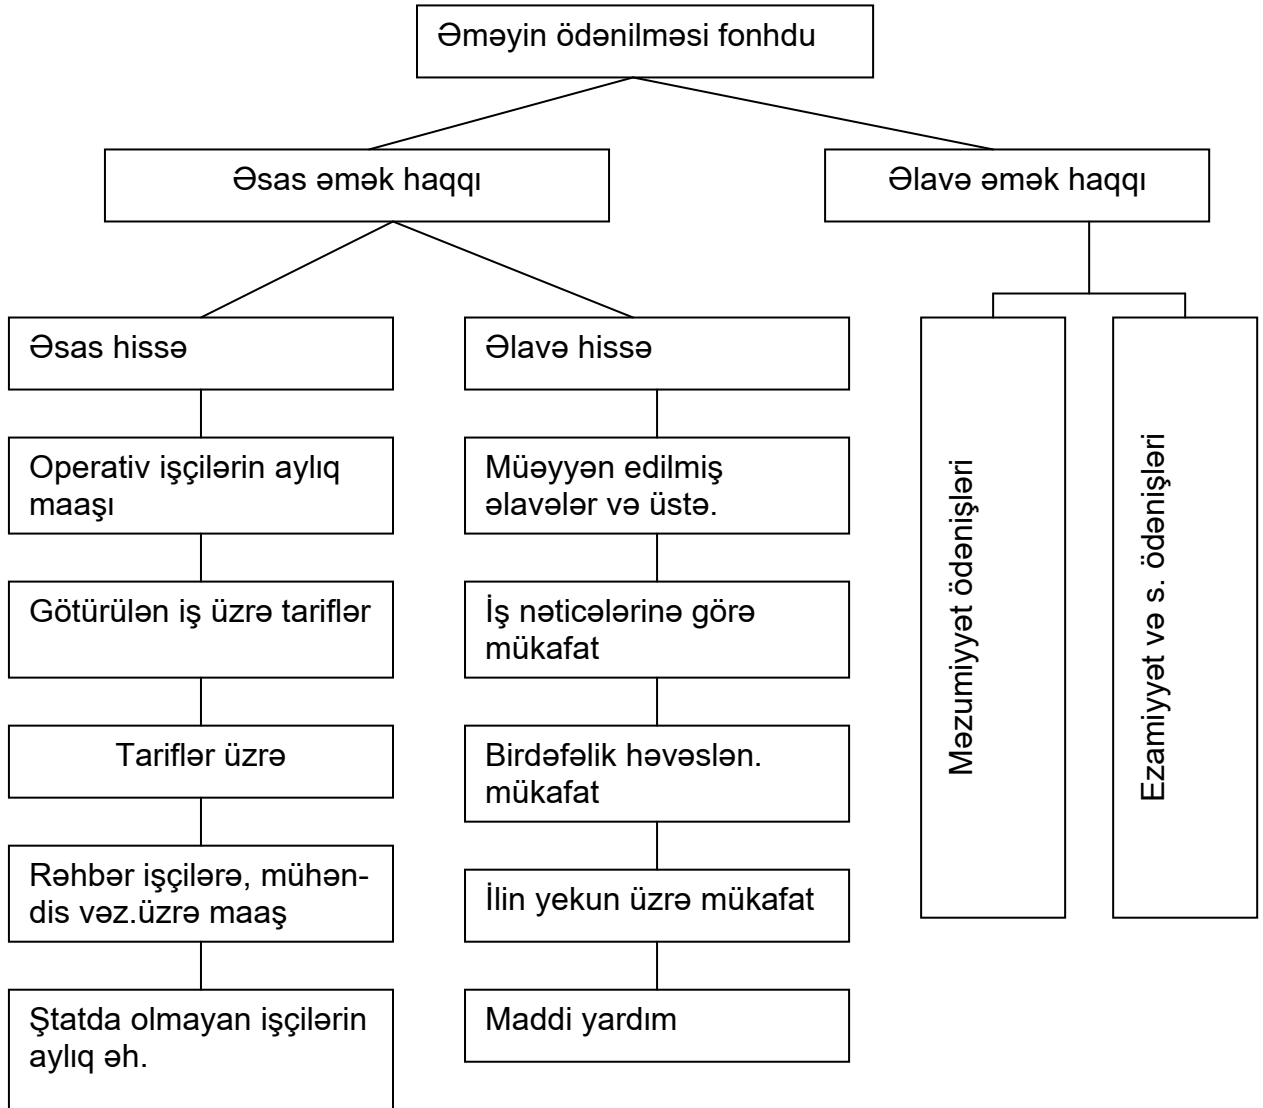 Əməyin ödənilməsi fonhdu
Əsas əmək haqqı
Əlavə əmək haqqı
Əsas hissə
Əlavə hissə
Operativ işçilərin aylıq
maaşı
Müəyyən edilmiş
əlavələr və üstə.
Götürülən iş üzrə tariflər
İş nəticələrinə görə
mükafat
Tariflər üzrə
Birdəfəlik həvəslən.
mükafat
Rəhbər işçilərə, mühən-
dis vəz.üzrə maaş
İlin yekun üzrə mükafat
Ştatda olmayan işçilərin
aylıq əh.
Maddi yardım
Məzumiyyət ödənişləri
Ezamiyyət və s. ödənişləri